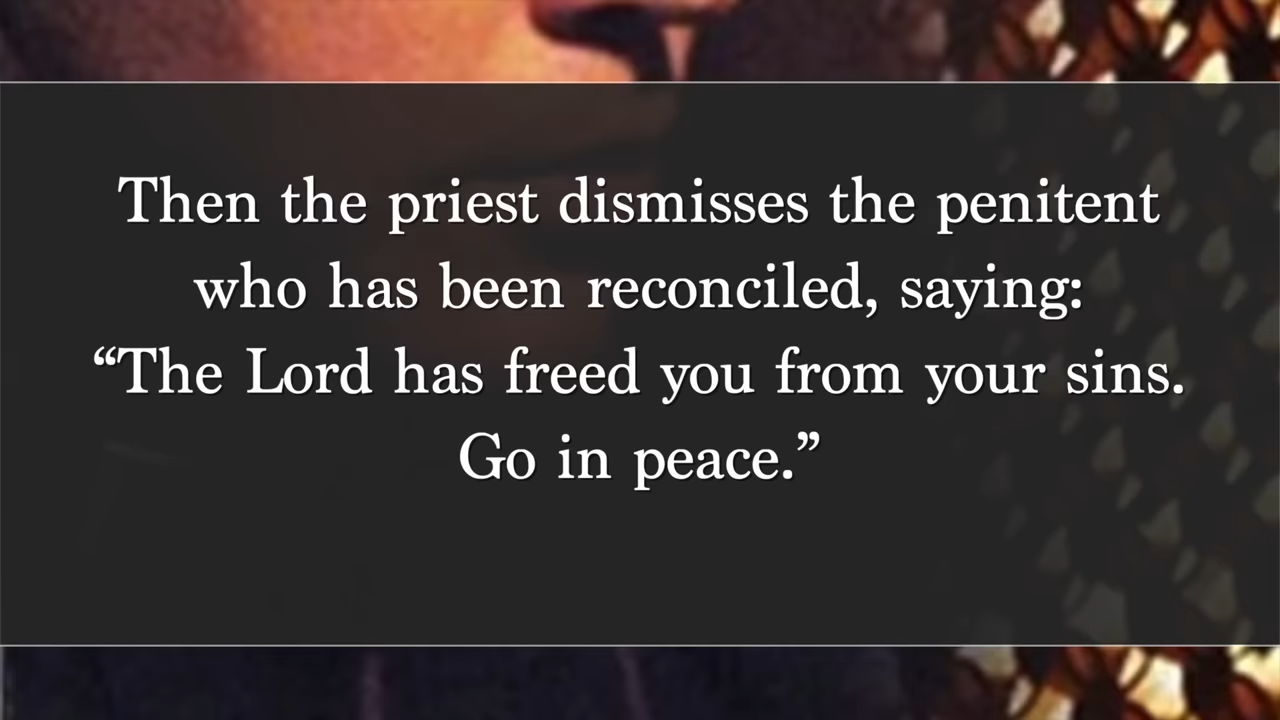 Then the priest dismisses the penitent
who has been reconciled, saying:
“The Lord has freed you from your sins.
Go in peace.”